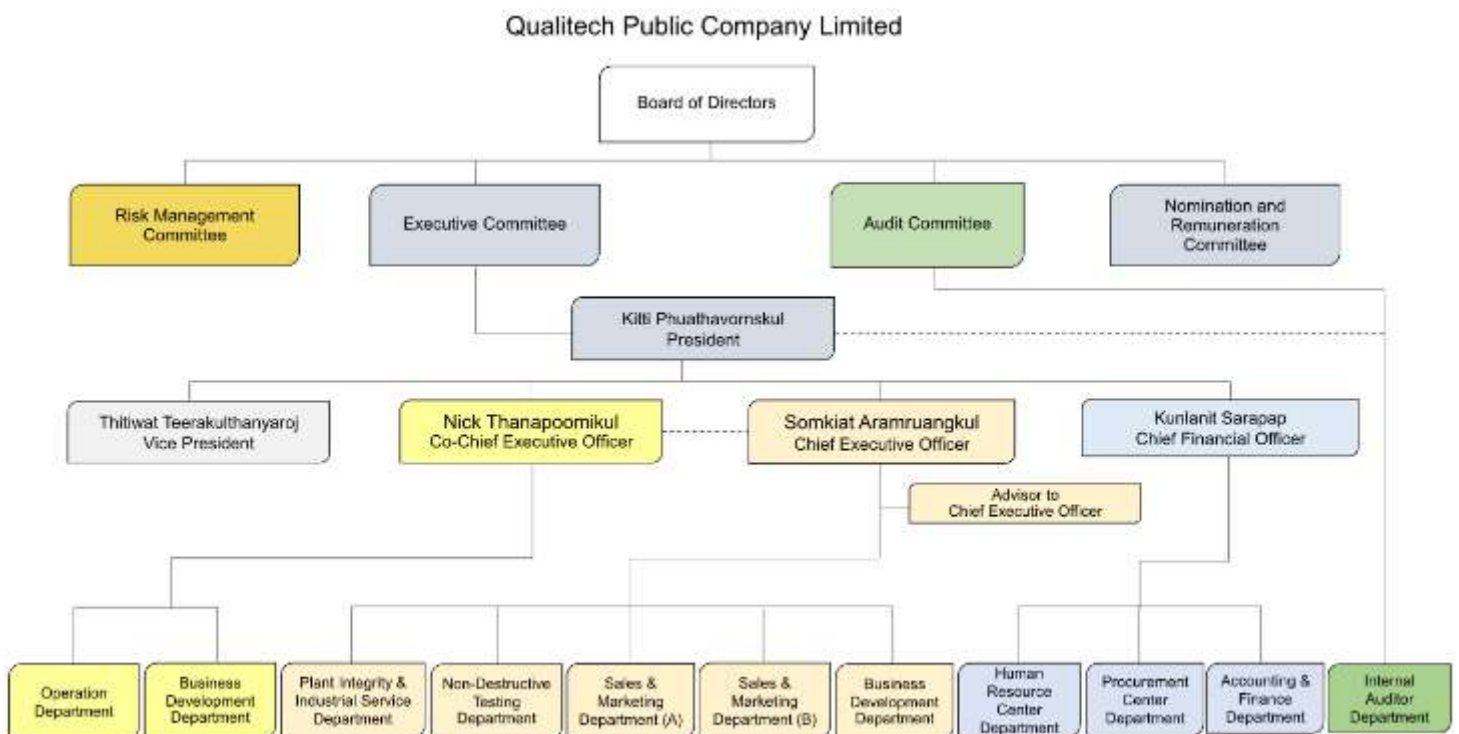 Qualitech Public Company Limited
Board of Directors
Risk Management
Committee
Executive Committee
Audit Committee
Nomination and
Remuneration
Committee
Kitti Phuathavornskul
President
Thitiwat Teerakulthanyaroj
Vice President
Nick Thanapoomikul
Co-Chief Executive Officer
Somkiat Aramruangkul
Chief Executive Officer
Kunlanit Sarapap
Chief Financial Officer
Advisor to
Chief Executive Officer
Operation
Department
Business
Development
Department
Plant Integrity &
Industrial Service
Department
Non-Destructive
Testing
Department
Sales &
Marketing
Department (A)
Sales &
Marketing
Department (B)
Business
Development
Department
Human
Resource
Center
Department
Procurement
Center
Department
Accounting &
Finance
Department
Internal
Auditor
Department